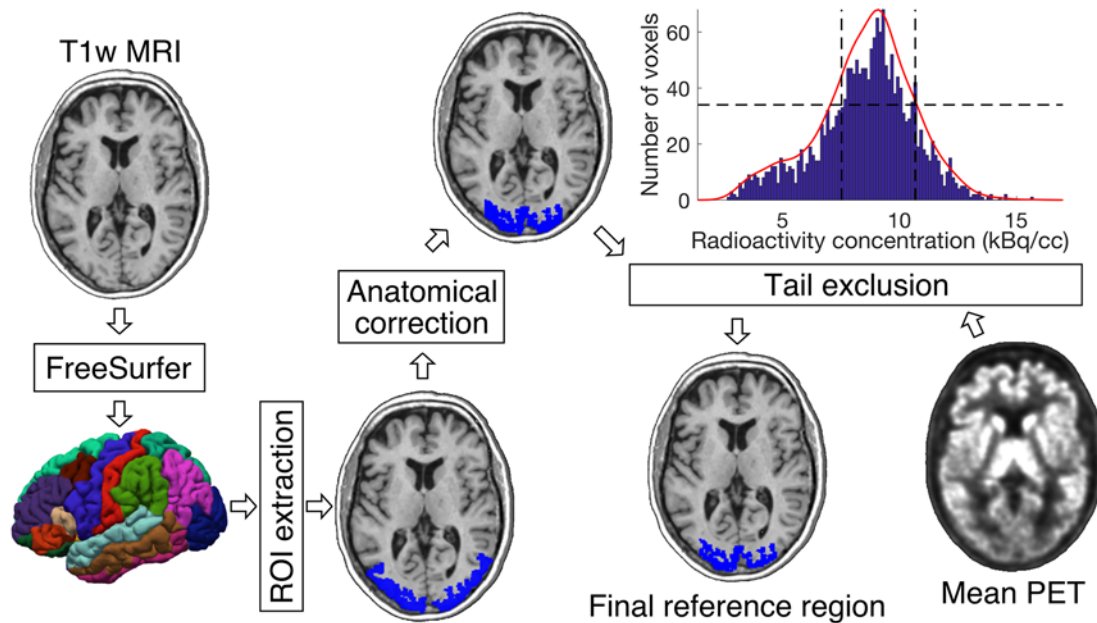 T1w MRI
FreeSurfer
ROI extraction
Anatomical
correction
Number of voxels
60
40
20
0
5
10
15
Radioactivity concentration (kBq/cc)
Tail exclusion
Final reference region
Mean PET